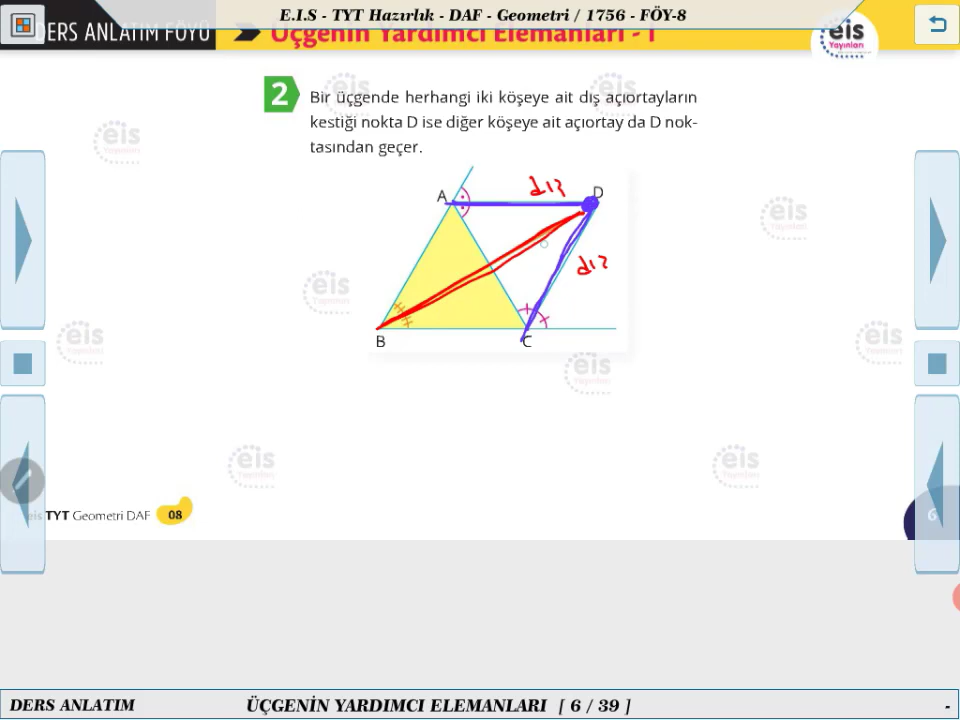 E.I.S - TYT Hazırlık - DAF - Geometri / 1756 - FÖY-8
DERS ANLATIM FÖYÜ
Üçgenin Yardımcı Elemanları - I
eis
Yayınları
2
Bir üçgende herhangi iki köşeye ait dış açıortayların
kestiği nokta D ise diğer köşeye ait açıortay da D nok-
tasından geçer.
A
dış
D
dış
B
C
eis TYT Geometri DAF 08
6
DERS ANLATIM
ÜÇGENİN YARDIMCI ELEMANLARI [ 6 / 39 ]
-